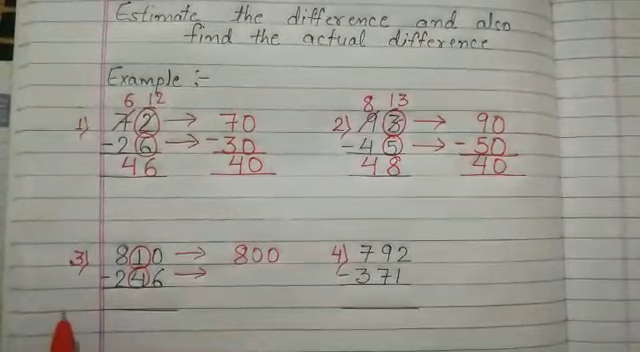 Estimate the difference and also
find the actual difference
Example :-
6 12 8 13
1) 72 → 70 2) 93 → 90
-26 → -30 -45 → -50
46 40 48 40
3) 810 → 800 4) 792
-246 → -371